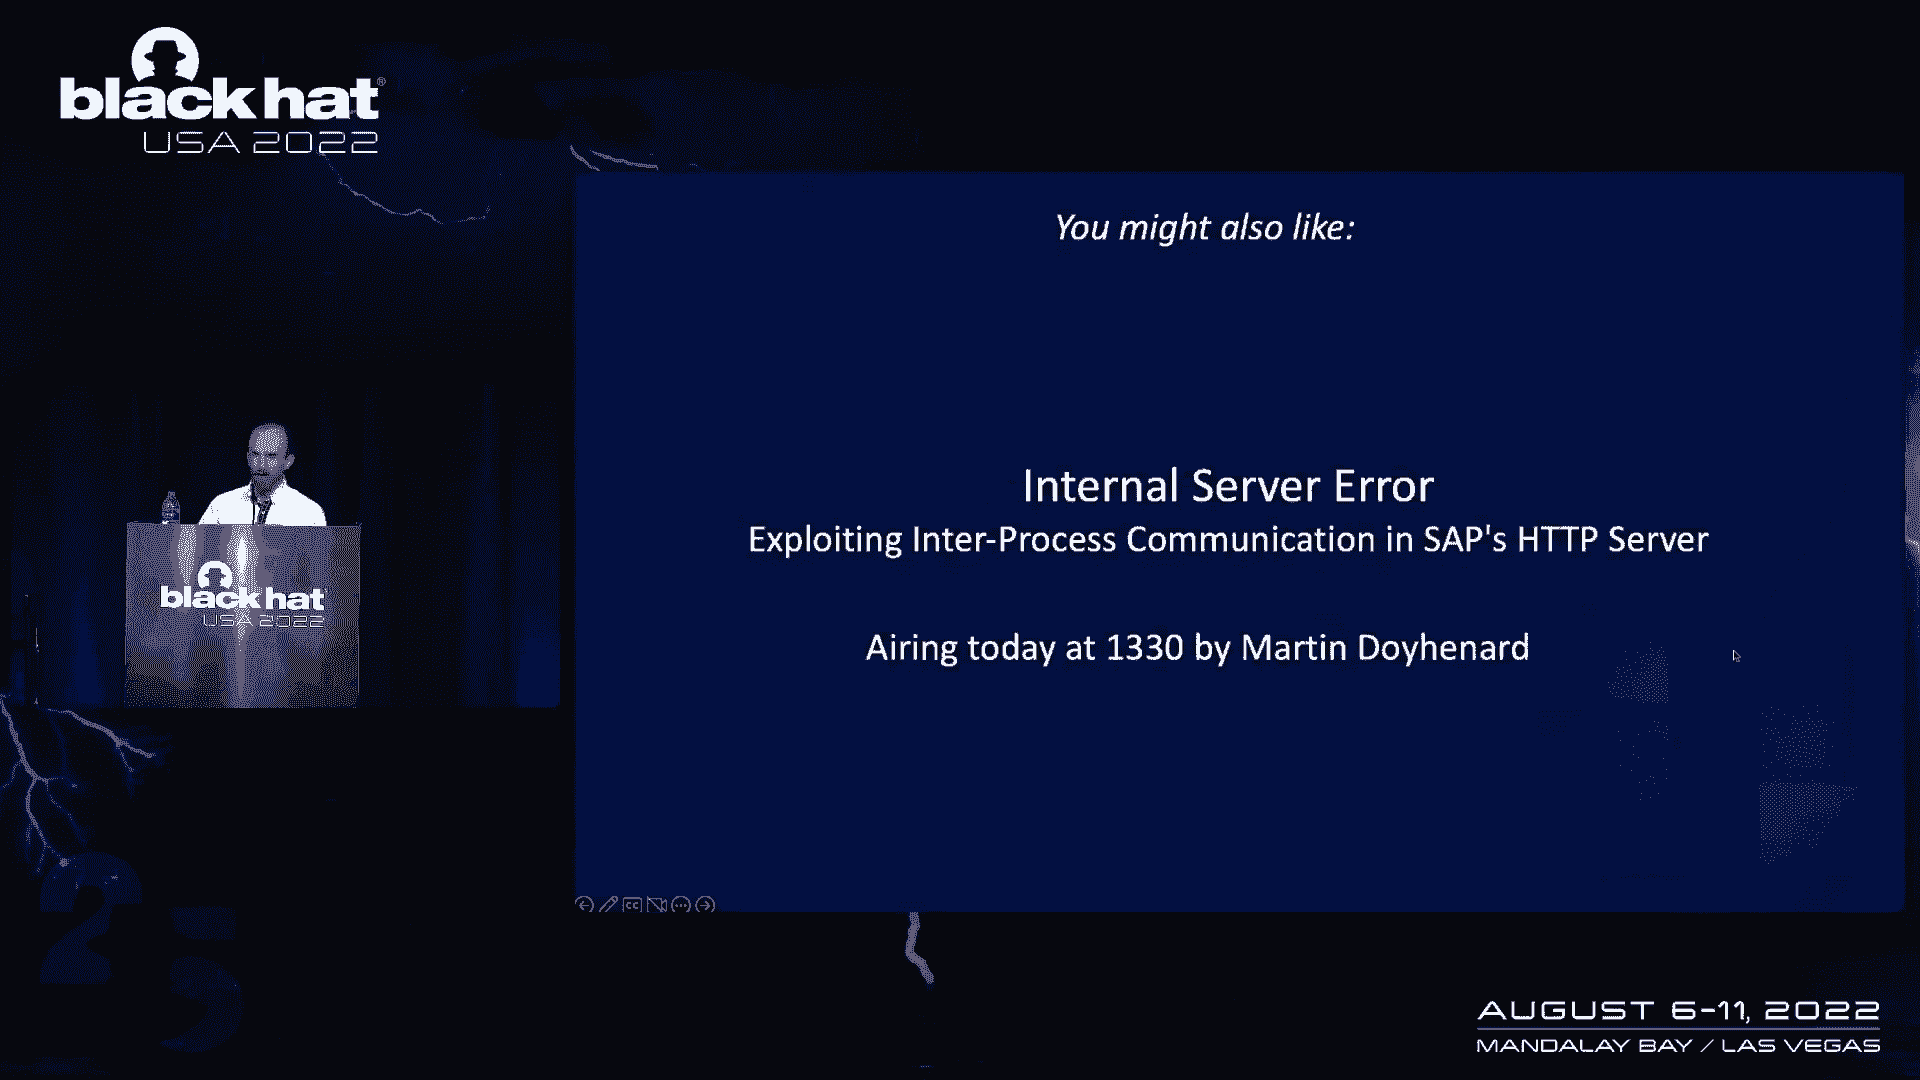 black hat®
USA 2022
You might also like:
Internal Server Error
Exploiting Inter-Process Communication in SAP's HTTP Server
Airing today at 1330 by Martin Doyhenard
black hat
USA 2022
CC
25
AUGUST 6-11, 2022
MANDALAY BAY / LAS VEGAS